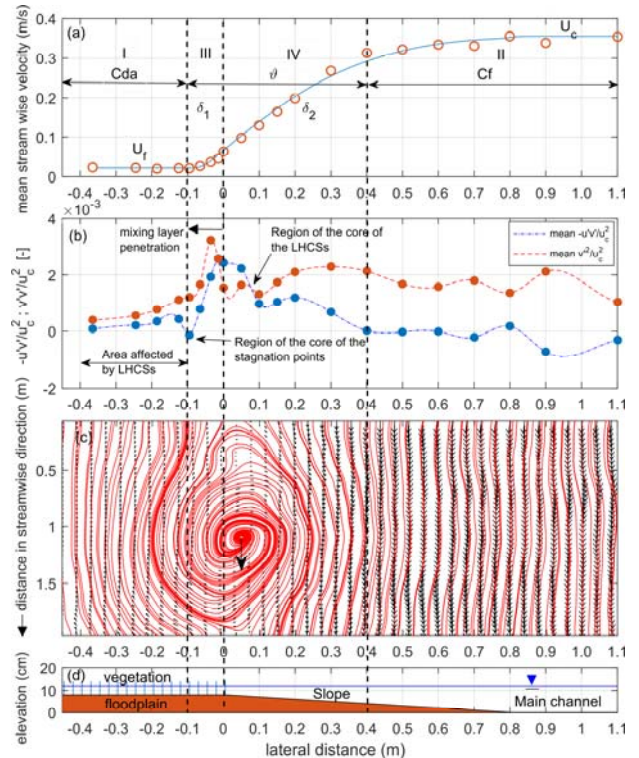 (a)
mean stream wise velocity (m/s)
0.4
0.3
0.2
0.1
0
I
III
IV
II
U_c
Cda
ϑ
Cf
δ_1
δ_2
U_f
-0.4 -0.3 -0.2 -0.1 0 0.1 0.2 0.3 0.4 0.5 0.6 0.7 0.8 0.9 1 1.1
×10^-3
(b)
-u'v'/u_c^2 ; v'v'/u_c^2 [-]
4
2
0
-2
mixing layer
penetration
Region of the core of
the LHCSs
mean -u'v'/u_c^2
mean v'^2/u_c^2
Area affected
by LHCSs
Region of the core of the
stagnation points
-0.4 -0.3 -0.2 -0.1 0 0.1 0.2 0.3 0.4 0.5 0.6 0.7 0.8 0.9 1 1.1
(c)
distance in streamwise direction (m)
0.5
1
1.5
-0.4 -0.3 -0.2 -0.1 0 0.1 0.2 0.3 0.4 0.5 0.6 0.7 0.8 0.9 1 1.1
(d)
elevation (cm)
20
10
0
vegetation
floodplain
Slope
Main channel
-0.4 -0.3 -0.2 -0.1 0 0.1 0.2 0.3 0.4 0.5 0.6 0.7 0.8 0.9 1 1.1
lateral distance (m)